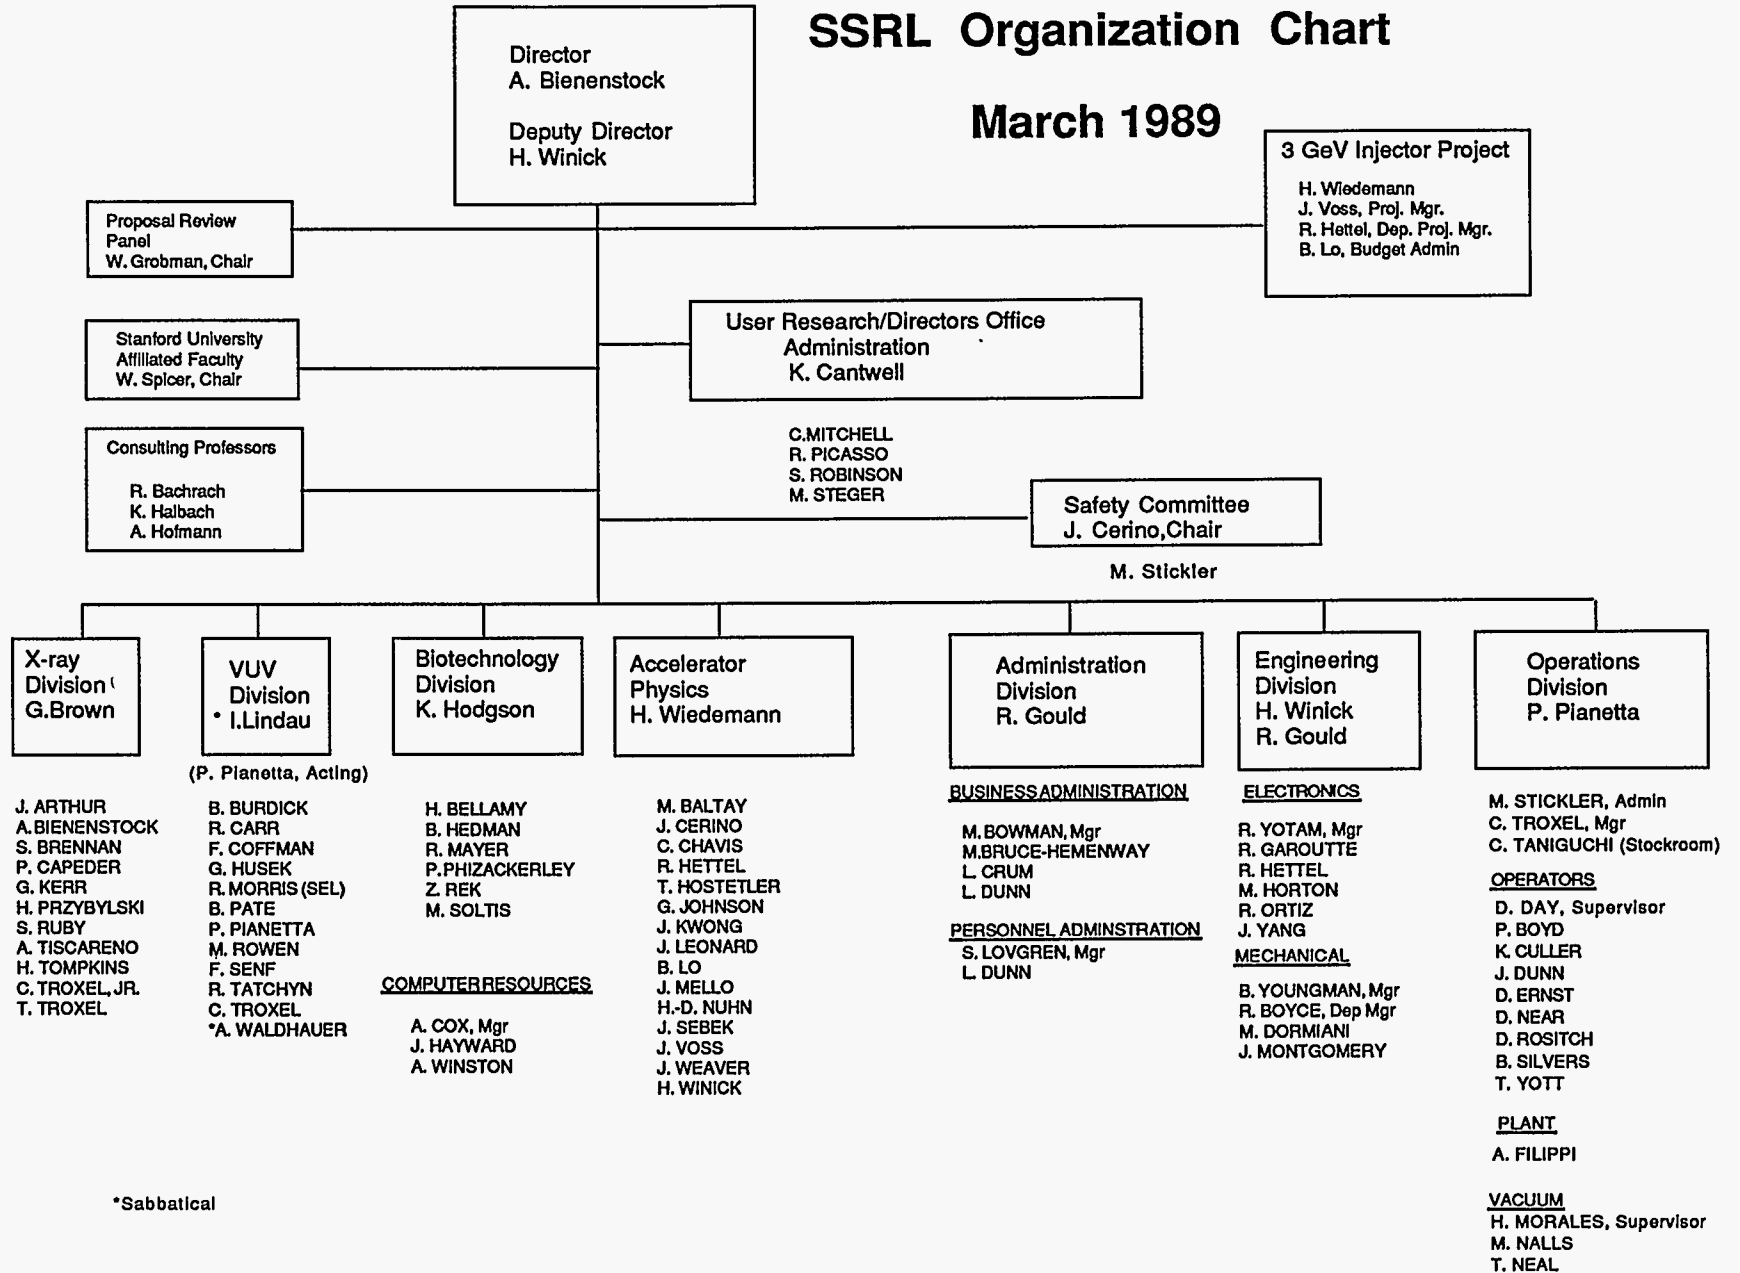 SSRL Organization Chart
March 1989
Director
A. Bienenstock
Deputy Director
H. Winick
3 GeV Injector Project
H. Wiedemann
J. Voss, Proj. Mgr.
R. Hettel, Dep. Proj. Mgr.
B. Lo, Budget Admin
Proposal Review
Panel
W. Grobman, Chair
Stanford University
Affiliated Faculty
W. Spicer, Chair
Consulting Professors
R. Bachrach
K. Halbach
A. Hofmann
User Research/Directors Office
Administration
K. Cantwell
C.MITCHELL
R. PICASSO
S. ROBINSON
M. STEGER
Safety Committee
J. Cerino,Chair
M. Stickler
X-ray
Division
G.Brown
J. ARTHUR
A.BIENENSTOCK
S. BRENNAN
P. CAPEDER
G. KERR
H. PRZYBYLSKI
S. RUBY
A. TISCARENO
H. TOMPKINS
C. TROXEL, JR.
T. TROXEL
VUV
Division
* I.Lindau
(P. Pianetta, Acting)
B. BURDICK
R. CARR
F. COFFMAN
G. HUSEK
R. MORRIS (SEL)
B. PATE
P. PIANETTA
M. ROWEN
F. SENF
R. TATCHYN
C. TROXEL
*A. WALDHAUER
Biotechnology
Division
K. Hodgson
H. BELLAMY
B. HEDMAN
R. MAYER
P.PHIZACKERLEY
Z. REK
M. SOLTIS
COMPUTER RESOURCES
A. COX, Mgr
J. HAYWARD
A. WINSTON
Accelerator
Physics
H. Wiedemann
M. BALTAY
J. CERINO
C. CHAVIS
R. HETTEL
T. HOSTETLER
G. JOHNSON
J. KWONG
J. LEONARD
B. LO
J. MELLO
H.-D. NUHN
J. SEBEK
J. VOSS
J. WEAVER
H. WINICK
Administration
Division
R. Gould
BUSINESS ADMINISTRATION
M. BOWMAN, Mgr
M.BRUCE-HEMENWAY
L. CRUM
L. DUNN
PERSONNEL ADMINSTRATION
S. LOVGREN, Mgr
L. DUNN
Engineering
Division
H. Winick
R. Gould
ELECTRONICS
R. YOTAM, Mgr
R. GAROUTTE
R. HETTEL
M. HORTON
R. ORTIZ
J. YANG
MECHANICAL
B. YOUNGMAN, Mgr
R. BOYCE, Dep Mgr
M. DORMIANI
J. MONTGOMERY
Operations
Division
P. Pianetta
M. STICKLER, Admin
C. TROXEL, Mgr
C. TANIGUCHI (Stockroom)
OPERATORS
D. DAY, Supervisor
P. BOYD
K. CULLER
J. DUNN
D. ERNST
D. NEAR
D. ROSITCH
B. SILVERS
T. YOTT
PLANT
A. FILIPPI
VACUUM
H. MORALES, Supervisor
M. NALLS
T. NEAL
*Sabbatical